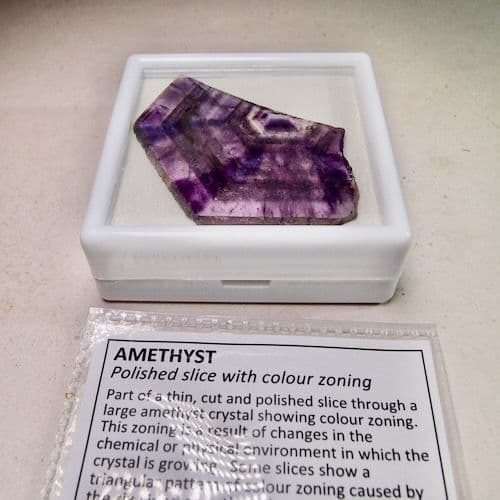 AMETHYST
Polished slice with colour zoning
Part of a thin, cut and polished slice through a
large amethyst crystal showing colour zoning.
This zoning is a result of changes in the
chemical or physical environment in which the
crystal is growing. Some slices show a
triangular pattern of colour zoning caused by
the